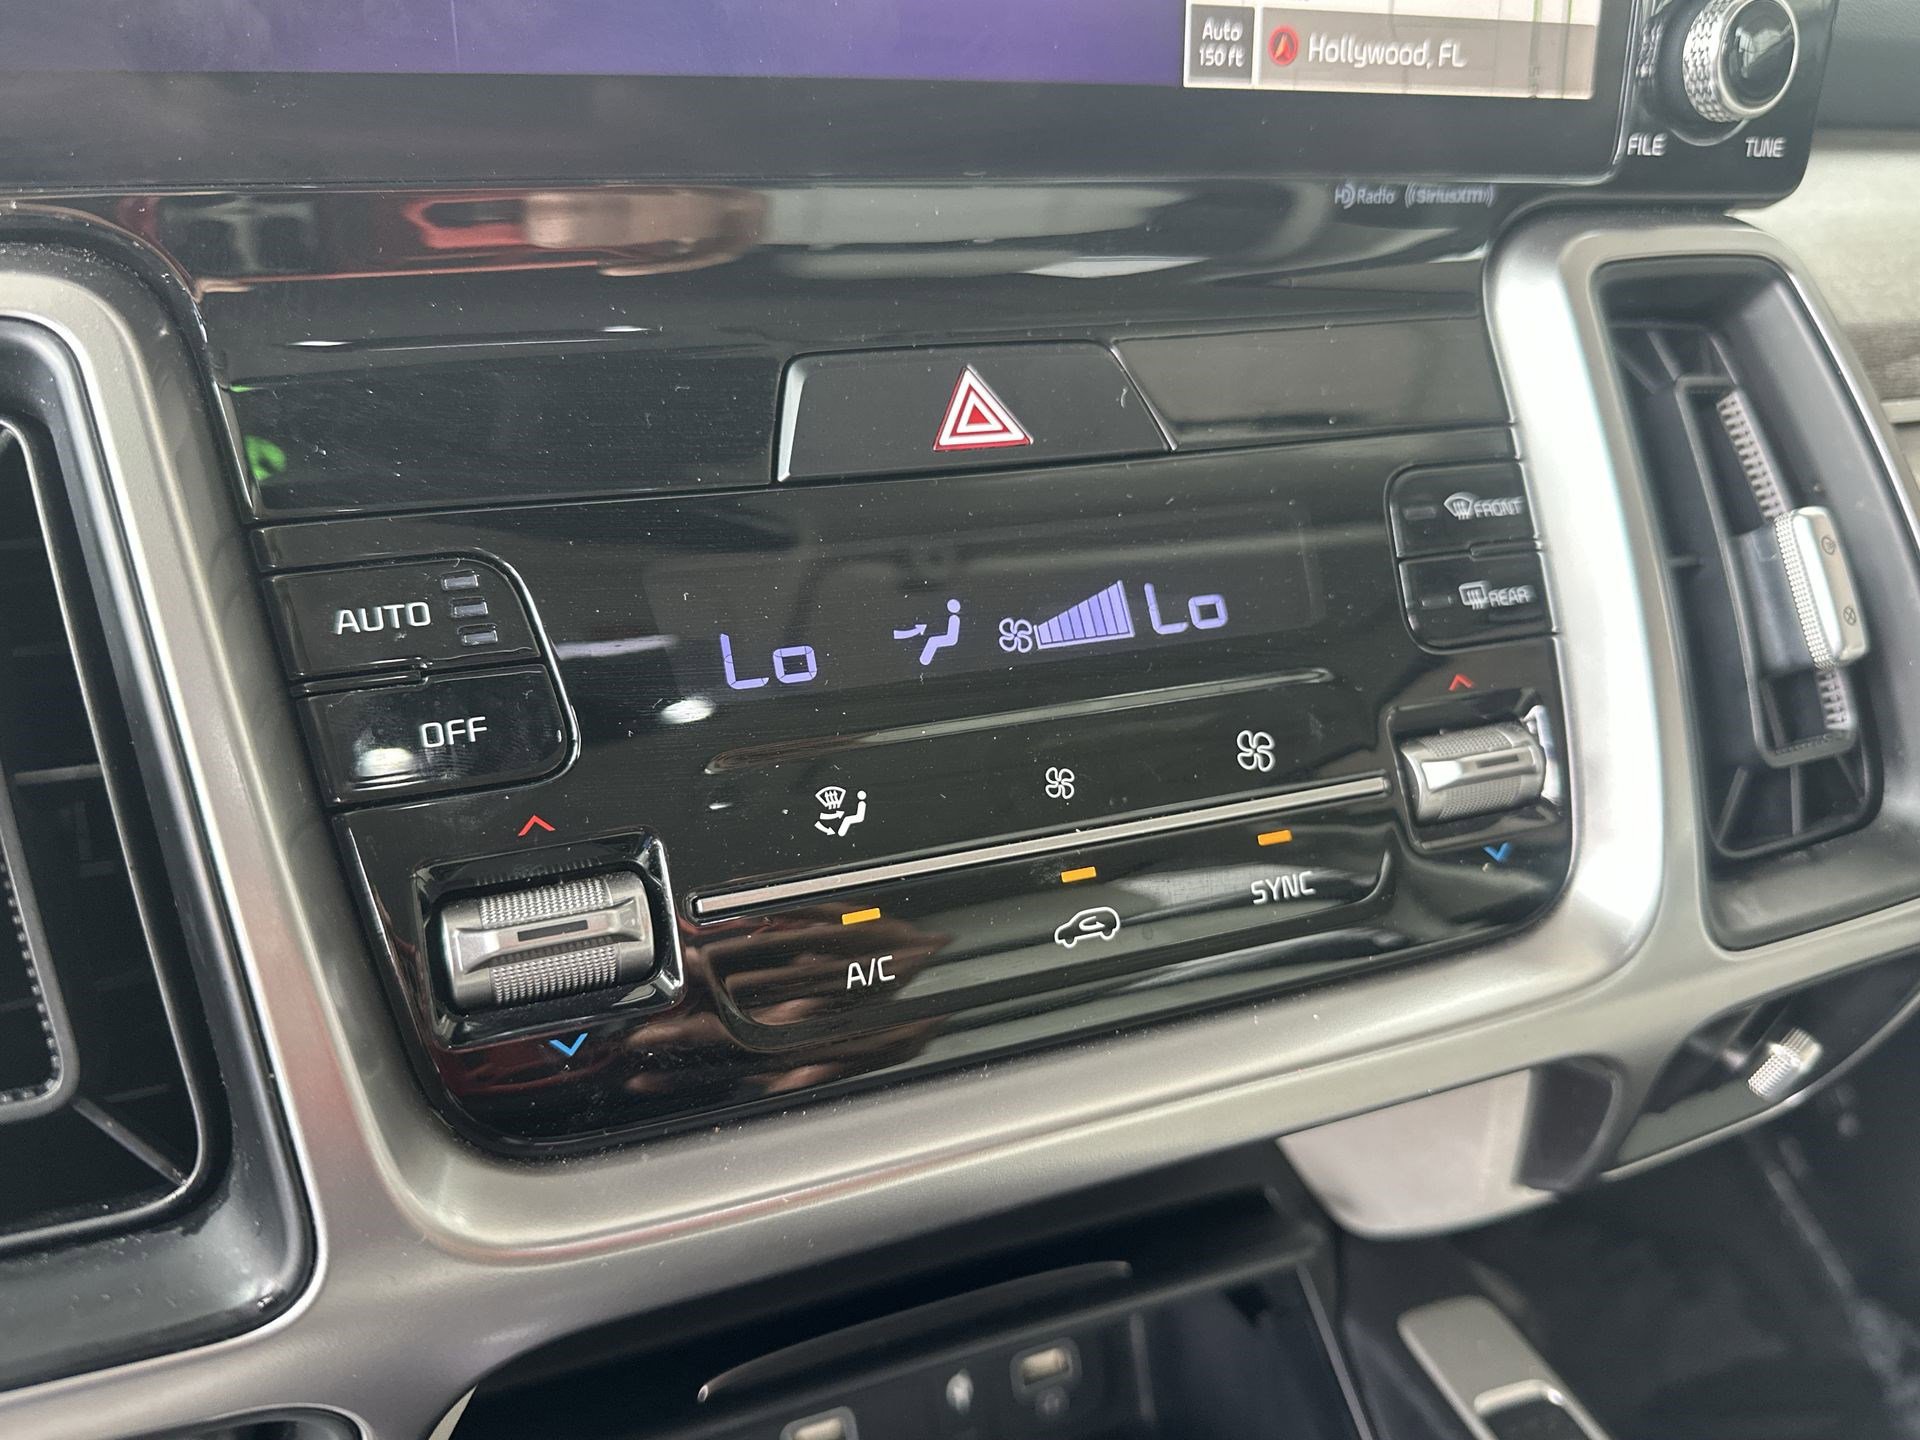 Auto
150 ft
Hollywood, FL
FILE
TUNE
HD Radio
((SiriusXM))
FRONT
AUTO
REAR
Lo
Lo
OFF
SYNC
A/C